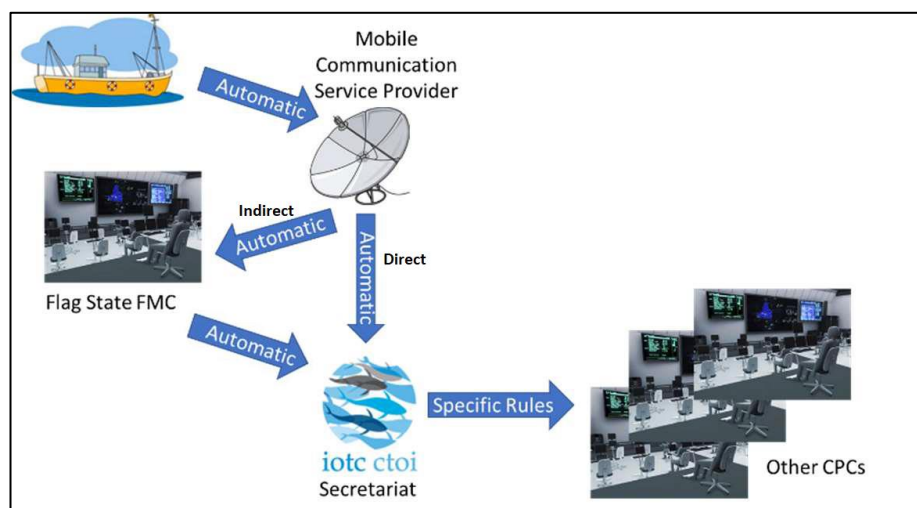 Mobile
Communication
Service Provider
Automatic
Indirect
Automatic
Automatic
Direct
Flag State FMC
Automatic
Specific Rules
iotc ctoi
Secretariat
Other CPCs